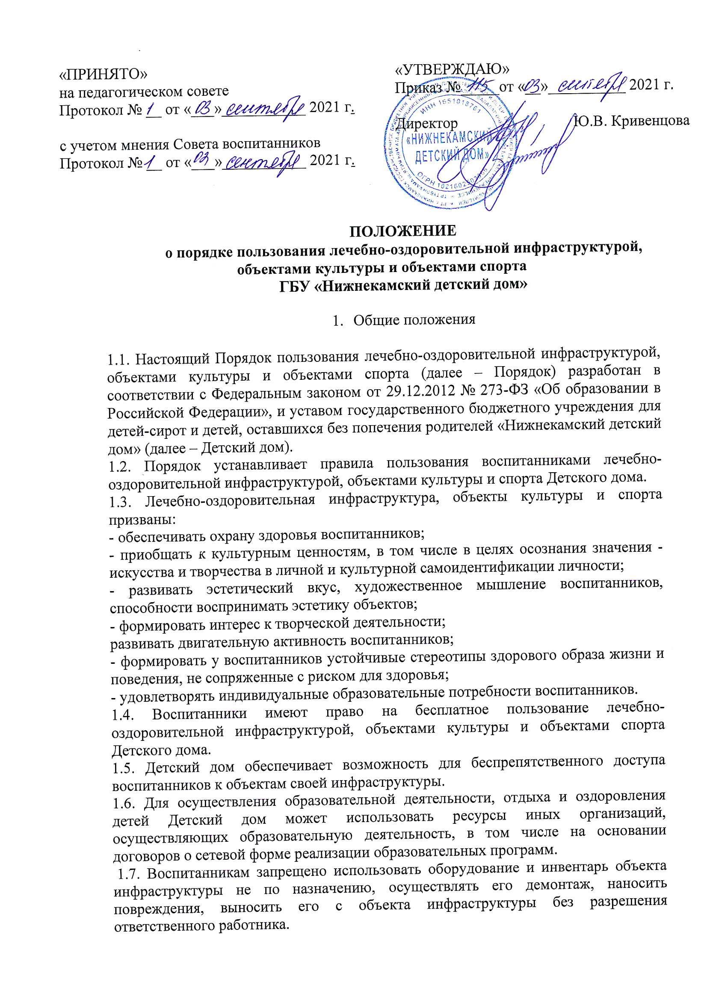 «ПРИНЯТО»
на педагогическом совете
Протокол № 1 от «03» сентября 2021 г.
с учетом мнения Совета воспитанников
Протокол № 1 от «02» сентября 2021 г.
«УТВЕРЖДАЮ»
Приказ № 115 от «03» сентября 2021 г.
Директор Ю.В. Кривенцова
ИНН 1651018761
«НИЖНЕКАМСКИЙ
ДЕТСКИЙ ДОМ»
ПОЛОЖЕНИЕ
о порядке пользования лечебно-оздоровительной инфраструктурой,
объектами культуры и объектами спорта
ГБУ «Нижнекамский детский дом»
1. Общие положения
1.1. Настоящий Порядок пользования лечебно-оздоровительной инфраструктурой,
объектами культуры и объектами спорта (далее – Порядок) разработан в
соответствии с Федеральным законом от 29.12.2012 № 273-ФЗ «Об образовании в
Российской Федерации», и уставом государственного бюджетного учреждения для
детей-сирот и детей, оставшихся без попечения родителей «Нижнекамский детский
дом» (далее – Детский дом).
1.2. Порядок устанавливает правила пользования воспитанниками лечебно-
оздоровительной инфраструктурой, объектами культуры и спорта Детского дома.
1.3. Лечебно-оздоровительная инфраструктура, объекты культуры и спорта
призваны:
- обеспечивать охрану здоровья воспитанников;
- приобщать к культурным ценностям, в том числе в целях осознания значения -
искусства и творчества в личной и культурной самоидентификации личности;
- развивать эстетический вкус, художественное мышление воспитанников,
способности воспринимать эстетику объектов;
- формировать интерес к творческой деятельности;
развивать двигательную активность воспитанников;
- формировать у воспитанников устойчивые стереотипы здорового образа жизни и
поведения, не сопряженные с риском для здоровья;
- удовлетворять индивидуальные образовательные потребности воспитанников.
1.4. Воспитанники имеют право на бесплатное пользование лечебно-
оздоровительной инфраструктурой, объектами культуры и объектами спорта
Детского дома.
1.5. Детский дом обеспечивает возможность для беспрепятственного доступа
воспитанников к объектам своей инфраструктуры.
1.6. Для осуществления образовательной деятельности, отдыха и оздоровления
детей Детский дом может использовать ресурсы иных организаций,
осуществляющих образовательную деятельность, в том числе на основании
договоров о сетевой форме реализации образовательных программ.
1.7. Воспитанникам запрещено использовать оборудование и инвентарь объекта
инфраструктуры не по назначению, осуществлять его демонтаж, наносить
повреждения, выносить его с объекта инфраструктуры без разрешения
ответственного работника.